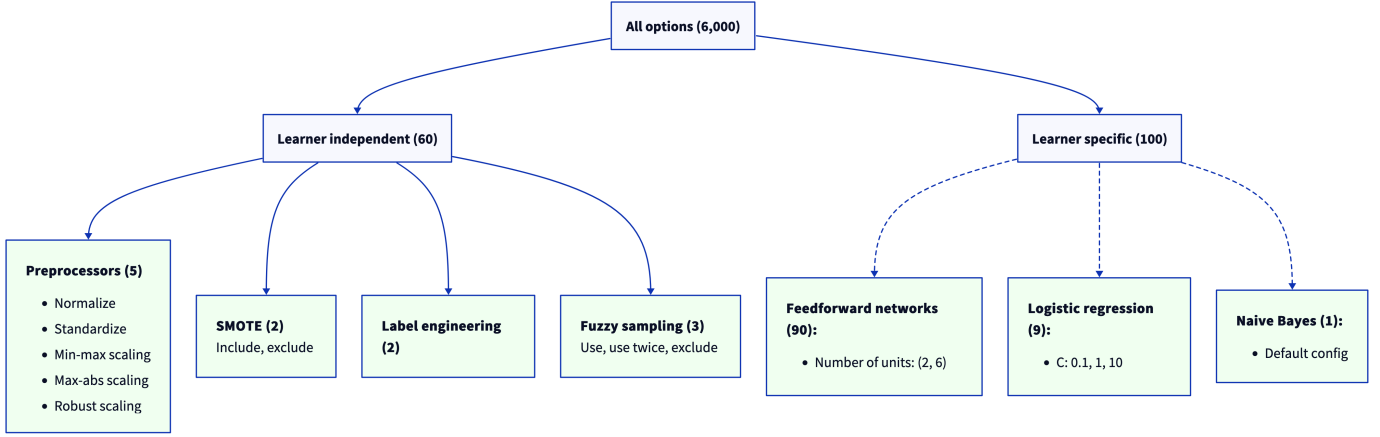 All options (6,000)
Learner independent (60)
Learner specific (100)
Preprocessors (5)
Normalize
Standardize
Min-max scaling
Max-abs scaling
Robust scaling
SMOTE (2)
Include, exclude
Label engineering
(2)
Fuzzy sampling (3)
Use, use twice, exclude
Feedforward networks
(90):
Number of units: (2, 6)
Logistic regression
(9):
C: 0.1, 1, 10
Naive Bayes (1):
Default config